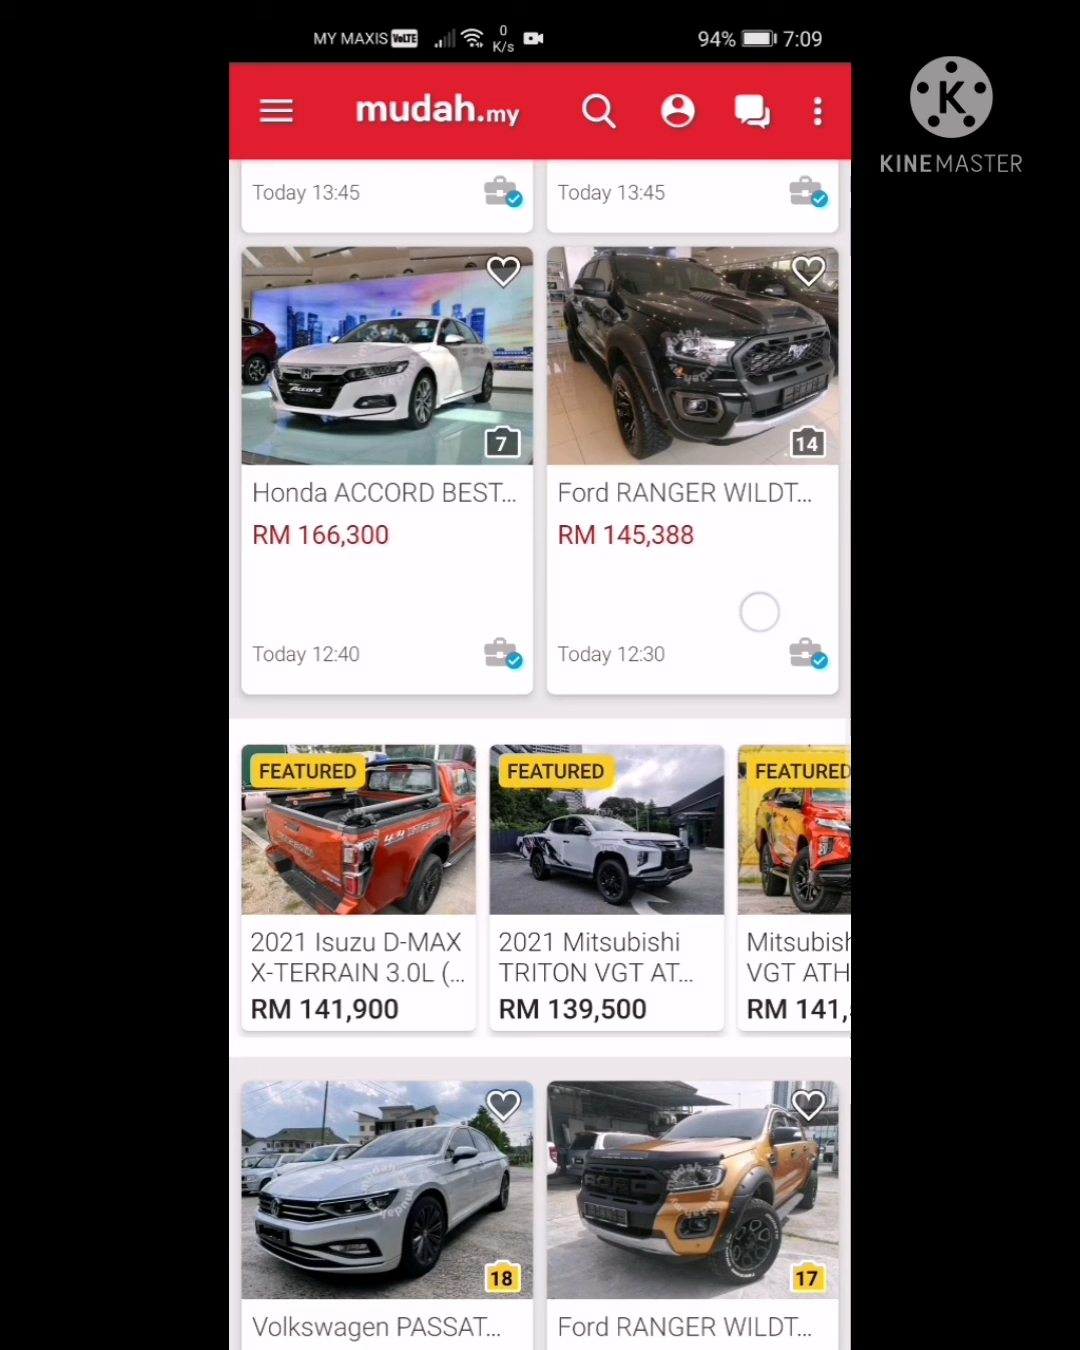 MY MAXIS VoLTE 0 K/s 94% 7:09
mudah.my
K
KINEMASTER
Today 13:45 Today 13:45
Accord
7 14
Honda ACCORD BEST... Ford RANGER WILDT...
RM 166,300 RM 145,388
Today 12:40 Today 12:30
FEATURED FEATURED FEATURED
2021 Isuzu D-MAX 2021 Mitsubishi Mitsubish
X-TERRAIN 3.0L (... TRITON VGT AT... VGT ATH
RM 141,900 RM 139,500 RM 141,
18 17
Volkswagen PASSAT... Ford RANGER WILDT...